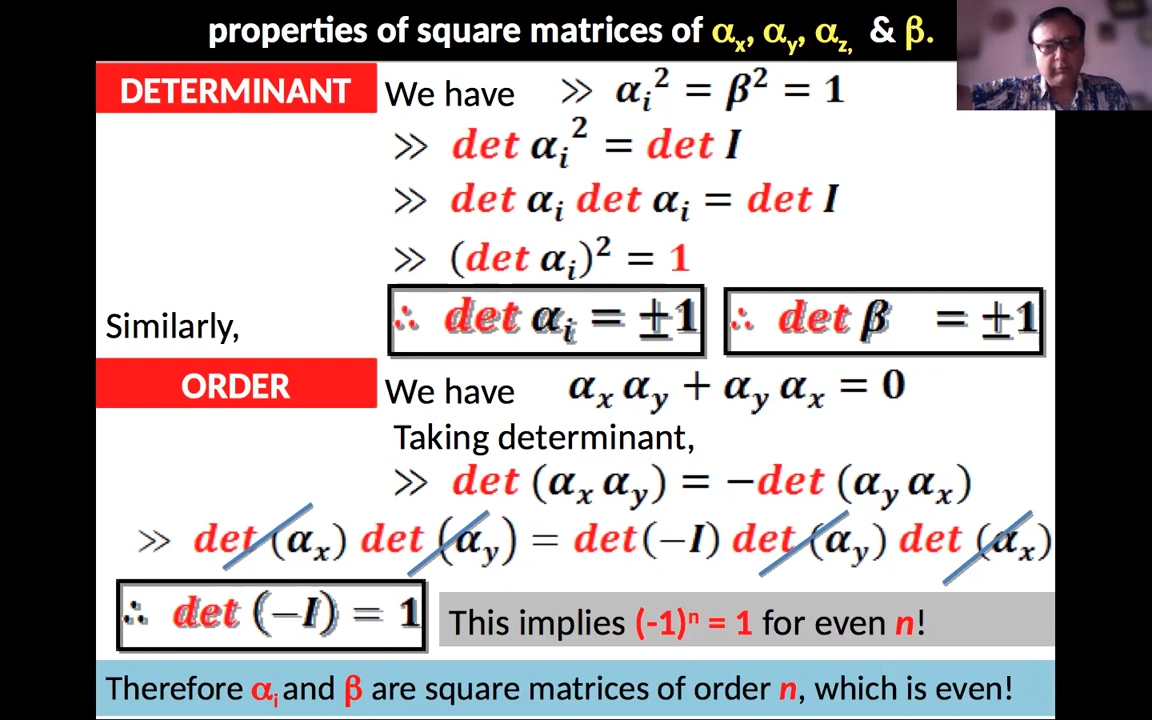 properties of square matrices of αx, αy, αz, & β.
DETERMINANT We have ≫ αi² = β² = 1
≫ det αi² = det I
≫ det αi det αi = det I
≫ (det αi)² = 1
Similarly, ∴ det αi = ±1 ∴ det β = ±1
ORDER We have αx αy + αy αx = 0
Taking determinant,
≫ det (αx αy) = −det (αy αx)
≫ det (αx) det (αy) = det(−I) det (αy) det (αx)
∴ det (−I) = 1 This implies (-1)ⁿ = 1 for even n!
Therefore αi and β are square matrices of order n, which is even!